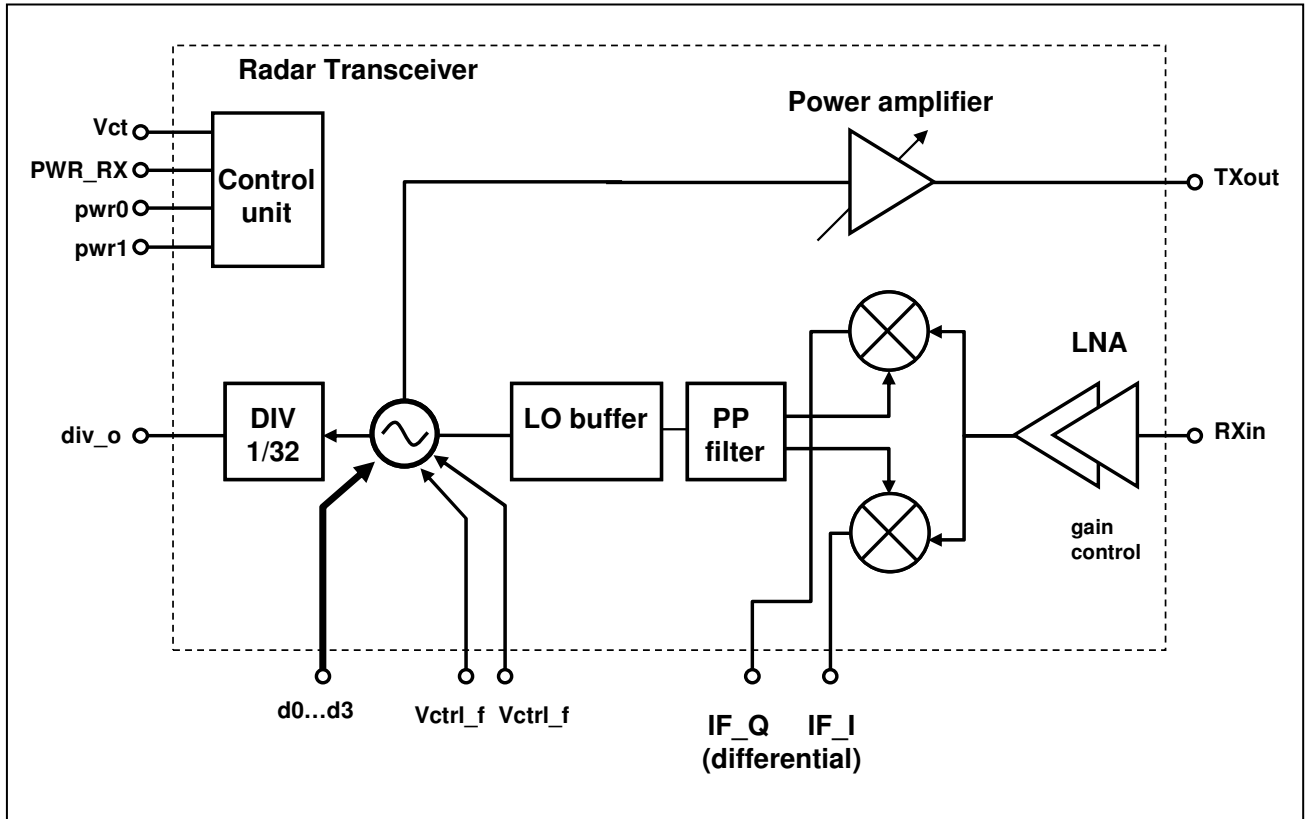 Radar Transceiver
Power amplifier
Vct
PWR_RX
pwr0
pwr1
Control
unit
TXout
LNA
div_o
DIV
1/32
LO buffer
PP
filter
RXin
gain
control
d0…d3
Vctrl_f
Vctrl_f
IF_Q
IF_I
(differential)